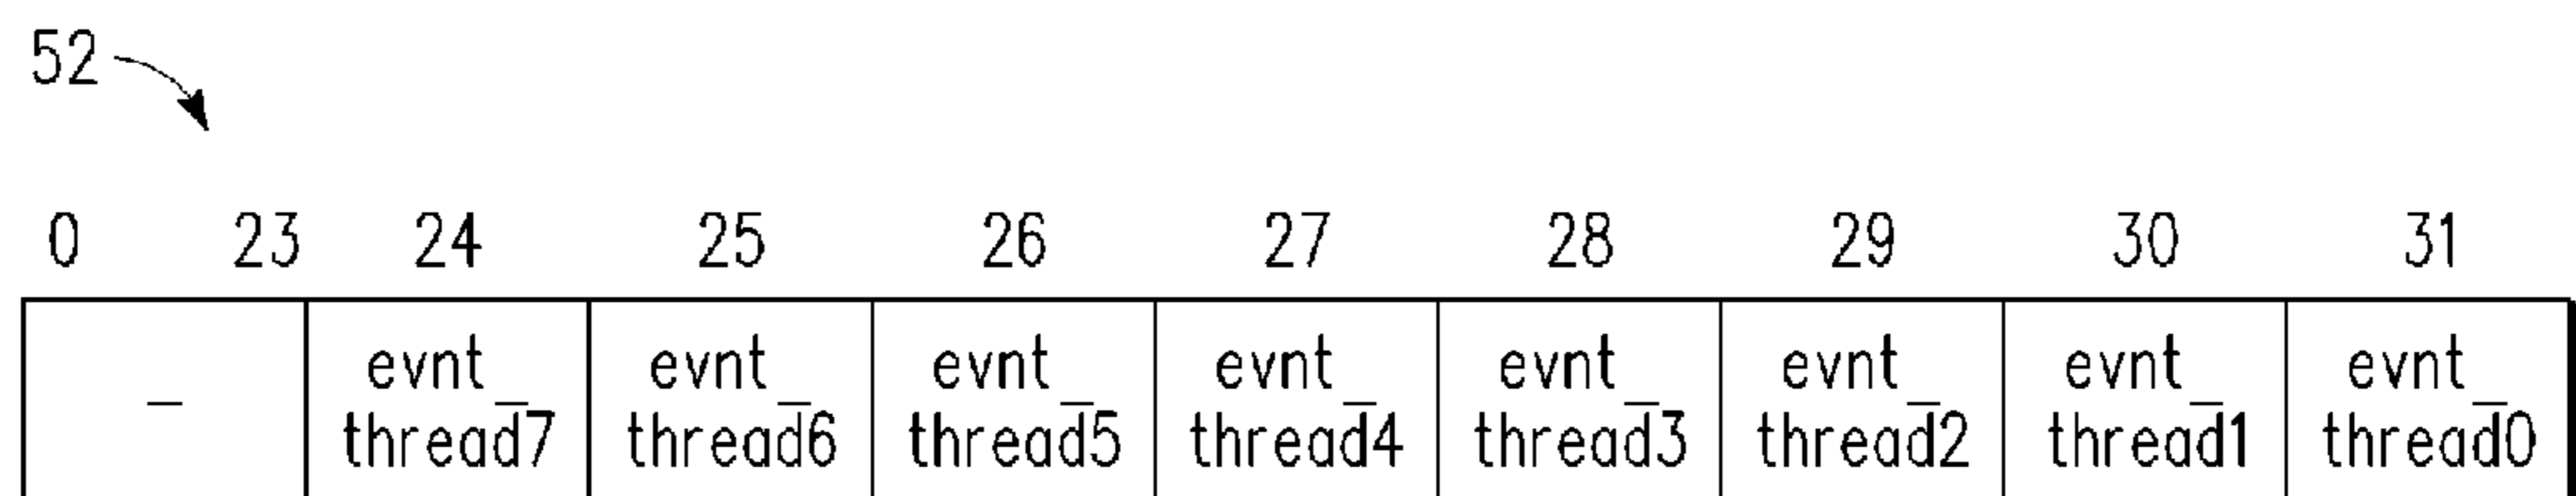 52
0 23 24 25 26 27 28 29 30 31
– evnt_ evnt_ evnt_ evnt_ evnt_ evnt_ evnt_ evnt_
thread7 thread6 thread5 thread4 thread3 thread2 thread1 thread0